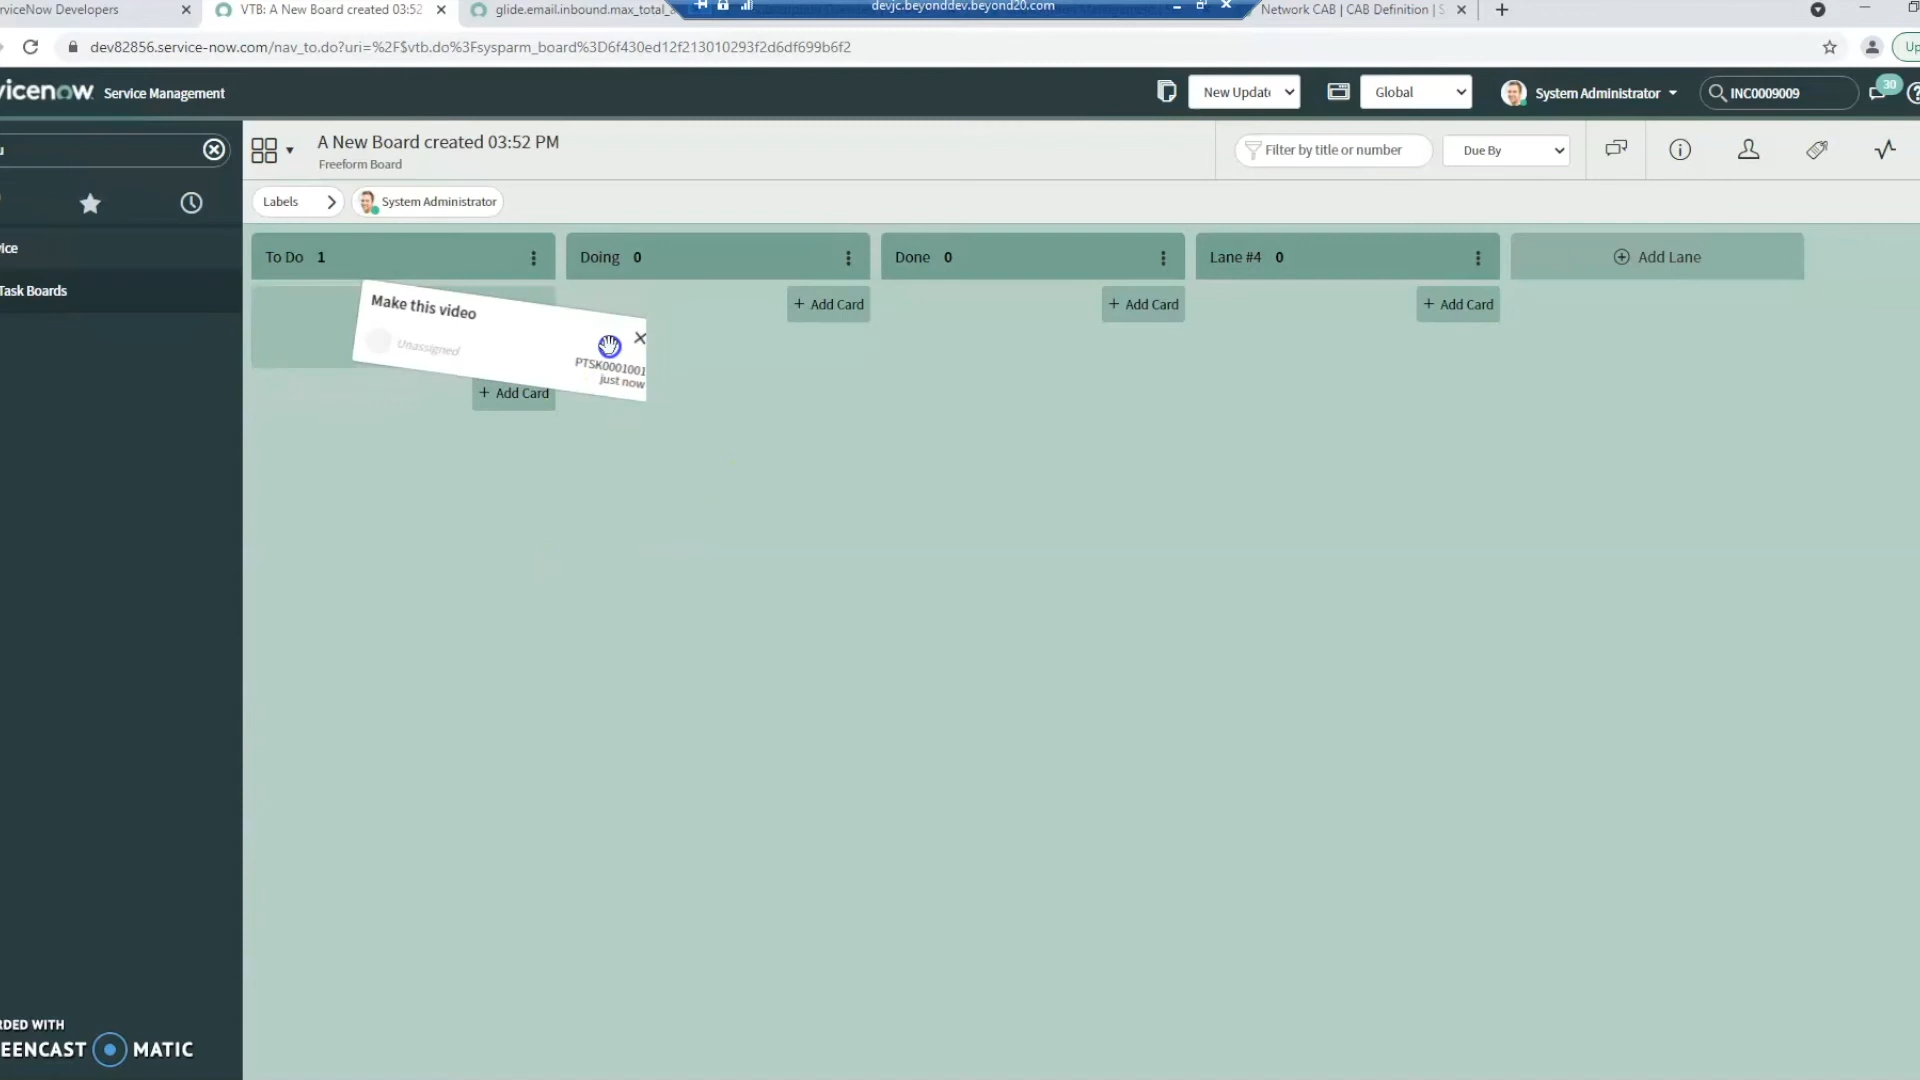 rviceNow Developers
VTB: A New Board created 03:52
glide.email.inbound.max_total_a
devjc.beyonddev.beyond20.com
Network CAB | CAB Definition | S
dev82856.service-now.com/nav_to.do?uri=%2F$vtb.do%3Fsysparm_board%3D6f430ed12f213010293f2d6df699b6f2
Up
vicenow. Service Management
New Update
Global
System Administrator
INC0009009
30
A New Board created 03:52 PM
Freeform Board
Filter by title or number
Due By
Labels
System Administrator
ice
Task Boards
To Do 1
Doing 0
Done 0
Lane #4 0
Add Lane
Make this video
Unassigned
PTSK0001001
just now
+ Add Card
+ Add Card
+ Add Card
+ Add Card
RDED WITH
EENCAST MATIC